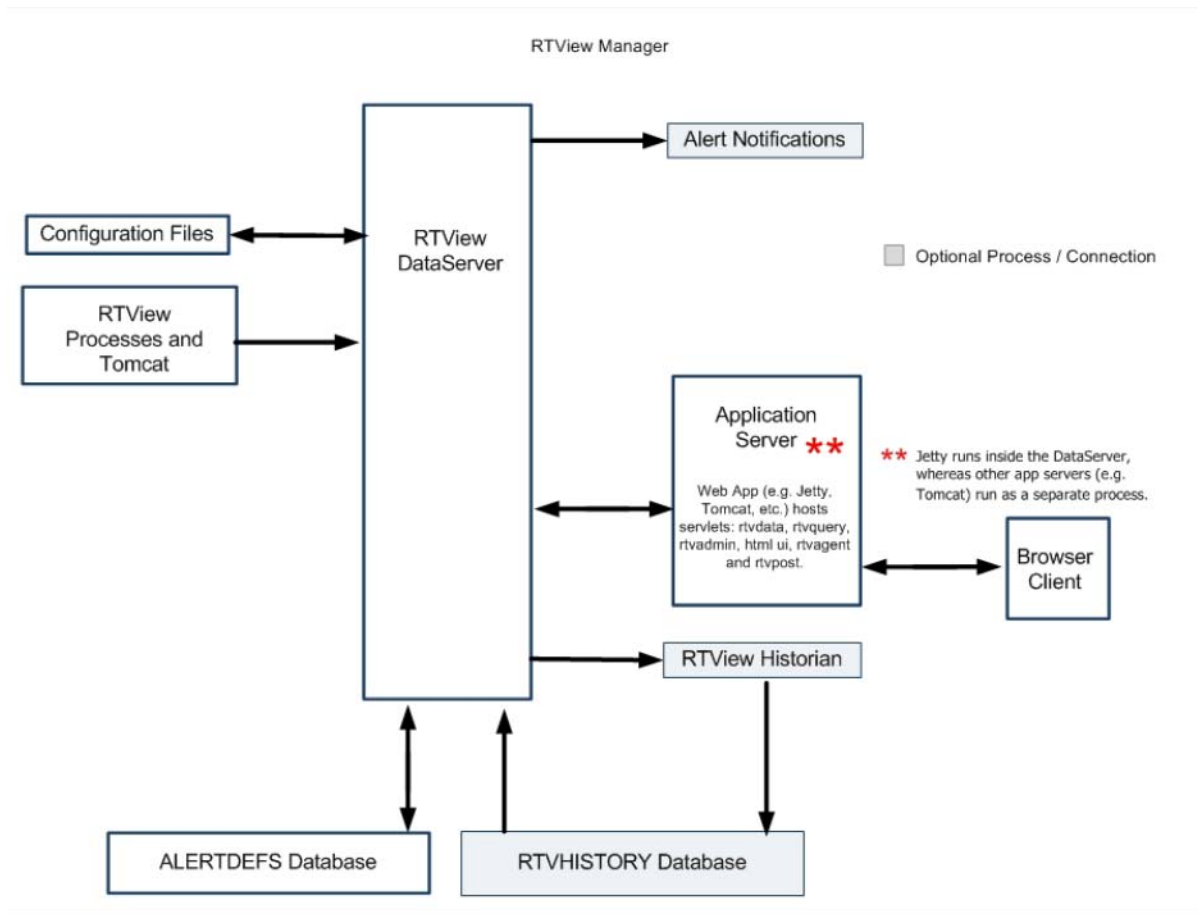 RTView Manager
Alert Notifications
Configuration Files
RTView
DataServer
Optional Process / Connection
RTView
Processes and
Tomcat
Application
Server **
** Jetty runs inside the DataServer,
whereas other app servers (e.g.
Tomcat) run as a separate process.
Web App (e.g. Jetty,
Tomcat, etc.) hosts
servlets: rtvdata, rtvquery,
rtvadmin, html ui, rtvagent
and rtvpost.
Browser
Client
RTView Historian
ALERTDEFS Database
RTVHISTORY Database